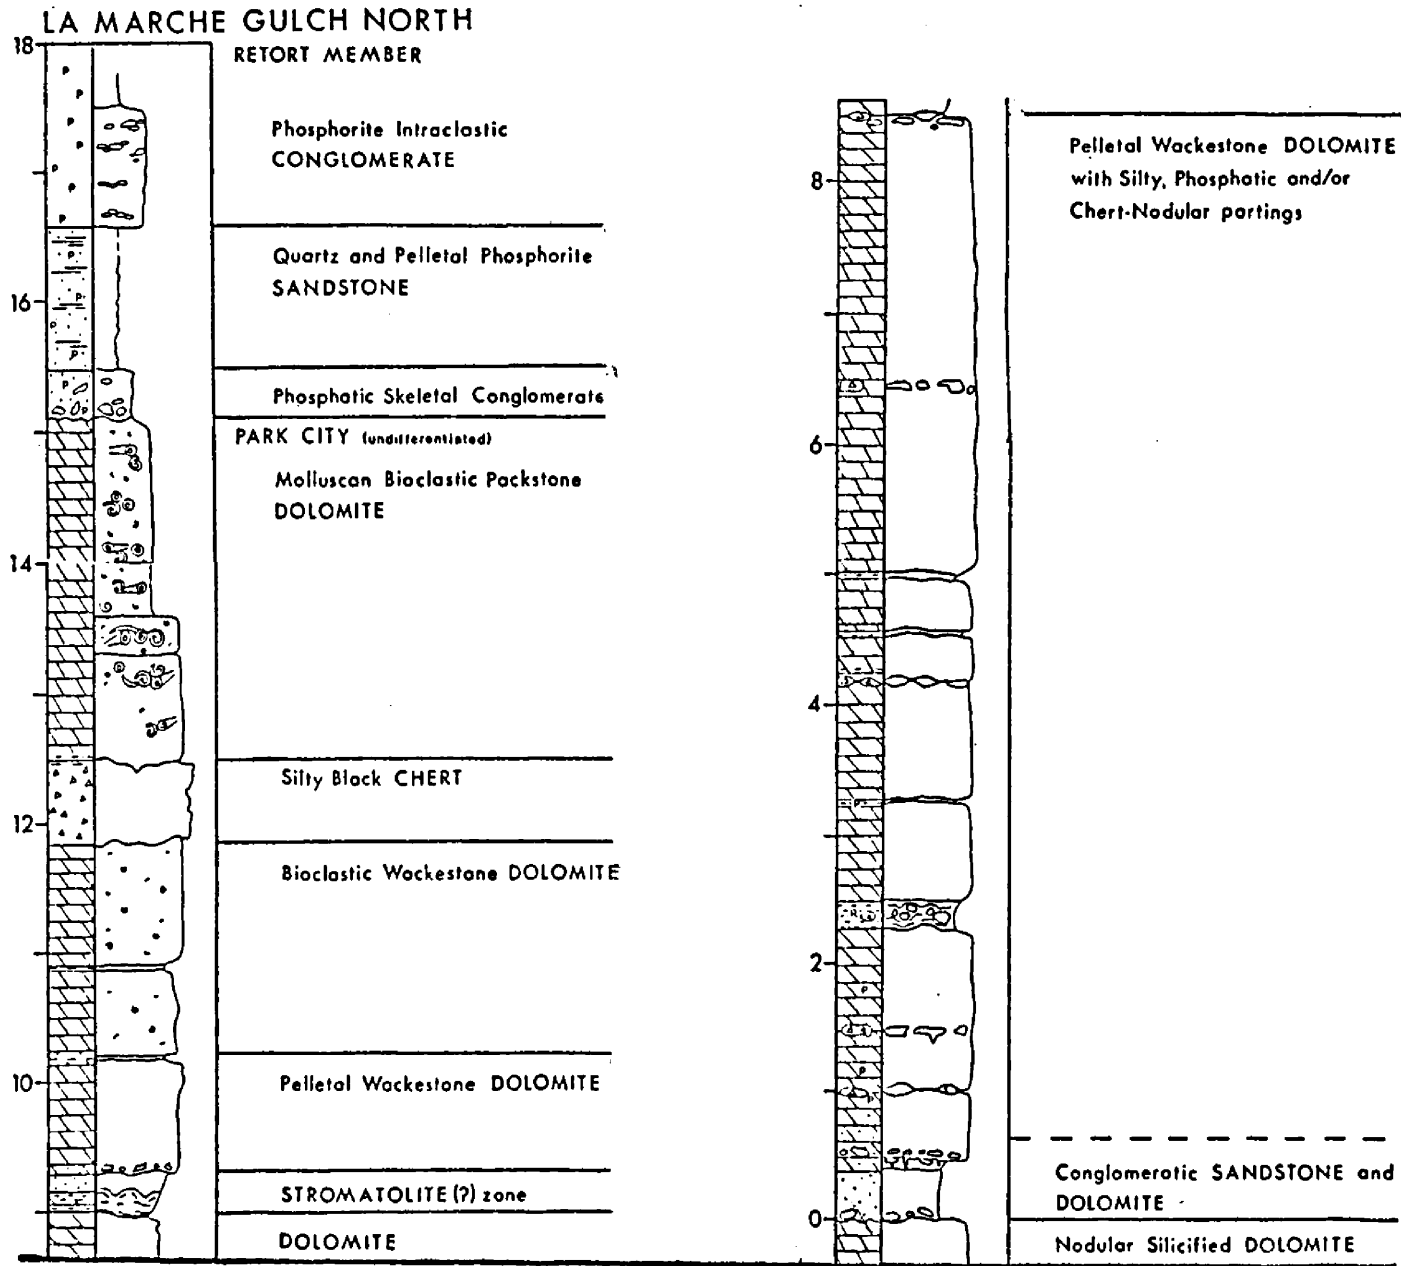 LA MARCHE GULCH NORTH
18
RETORT MEMBER
Phosphorite Intraclastic
CONGLOMERATE
Quartz and Pelletal Phosphorite
SANDSTONE
16
Phosphatic Skeletal Conglomerate
PARK CITY (undifferentiated)
Molluscan Bioclastic Packstone
DOLOMITE
14
Silty Black CHERT
12
Bioclastic Wackestone DOLOMITE
10
Pelletal Wackestone DOLOMITE
STROMATOLITE (?) zone
DOLOMITE
Pelletal Wackestone DOLOMITE
with Silty, Phosphatic and/or
Chert-Nodular partings
8
6
4
2
Conglomeratic SANDSTONE and
DOLOMITE
0
Nodular Silicified DOLOMITE